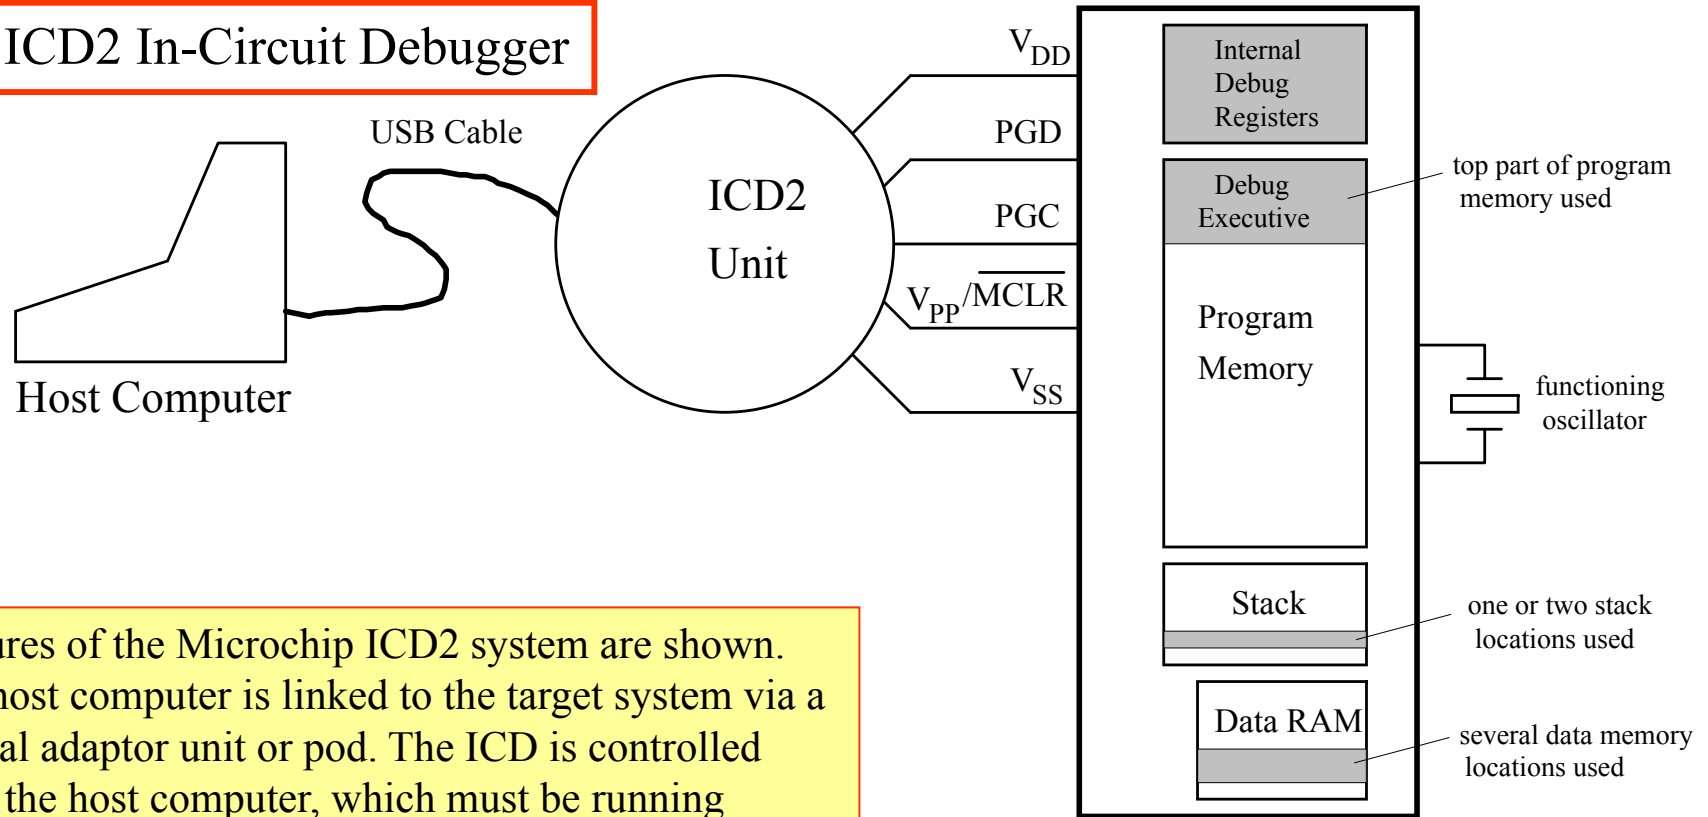 ICD2 In-Circuit Debugger
USB Cable
Host Computer
ICD2
Unit
VDD
PGD
PGC
VPP/MCLR
VSS
Internal
Debug
Registers
Debug
Executive
Program
Memory
Stack
Data RAM
top part of program
memory used
functioning
oscillator
one or two stack
locations used
several data memory
locations used
of the Microchip ICD2 system are shown.
host computer is linked to the target system via a
adaptor unit or pod. The ICD is controlled
the host computer, which must be running